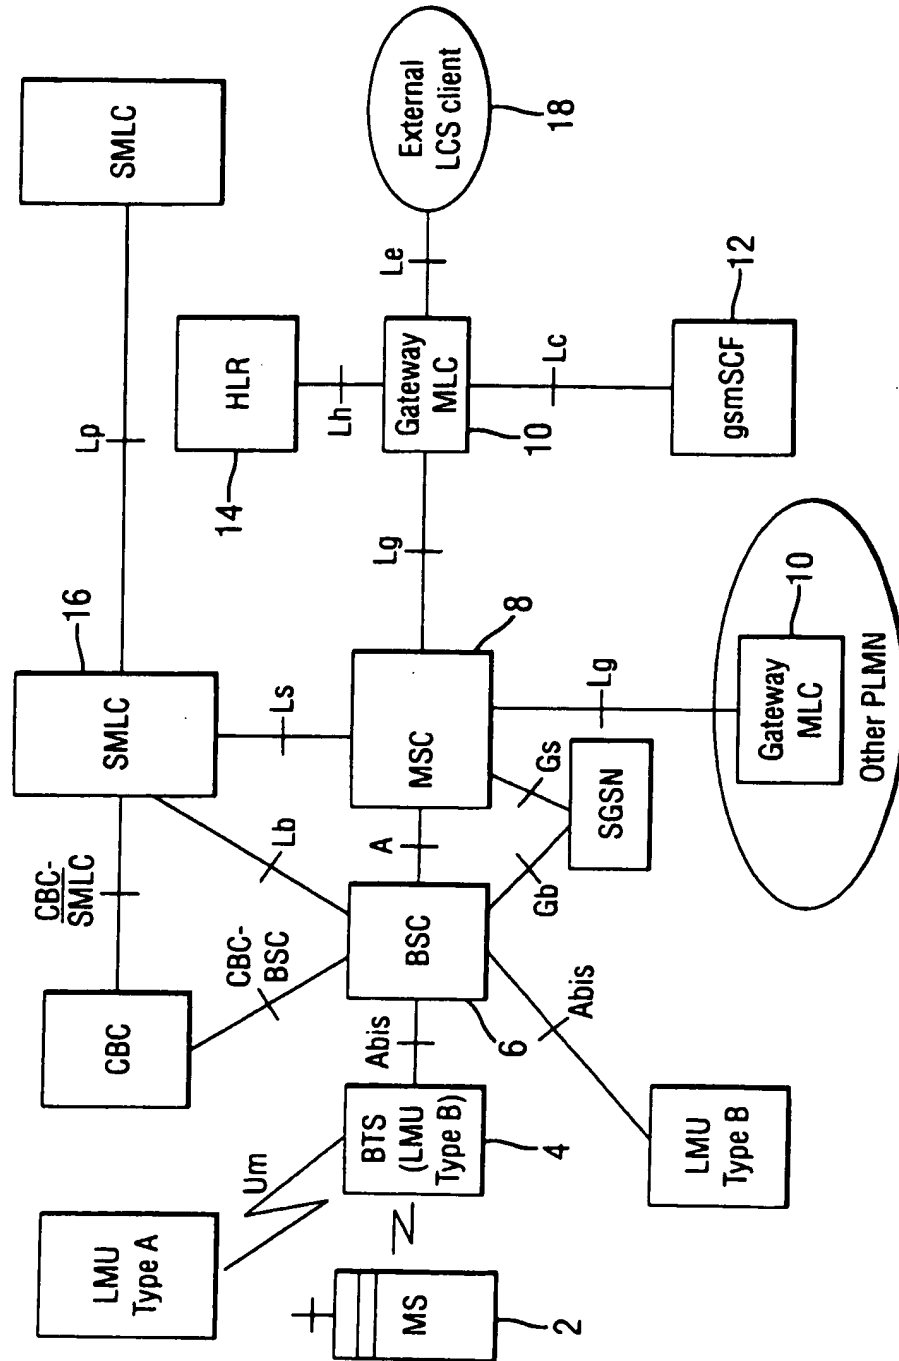 LMU
Type A
Um
CBC
CBC-
SMLC
SMLC
16
Lp
SMLC
CBC-
BSC
Lb
Ls
14
HLR
Lh
MS
2
BTS
(LMU
Type B)
4
Abis
BSC
6
A
MSC
8
Lg
Gateway
MLC
10
Le
External
LCS client
18
LMU
Type B
Abis
Gb
Gs
SGSN
Lg
Lc
gsmSCF
12
Gateway
MLC
10
Other PLMN